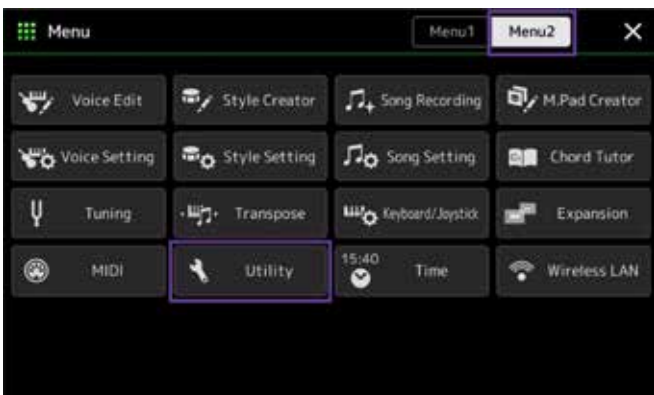 Menu Menu1 Menu2
Voice Edit Style Creator Song Recording M.Pad Creator
Voice Setting Style Setting Song Setting Chord Tutor
Tuning Transpose Keyboard/Joystick Expansion
MIDI Utility 15:40 Time Wireless LAN